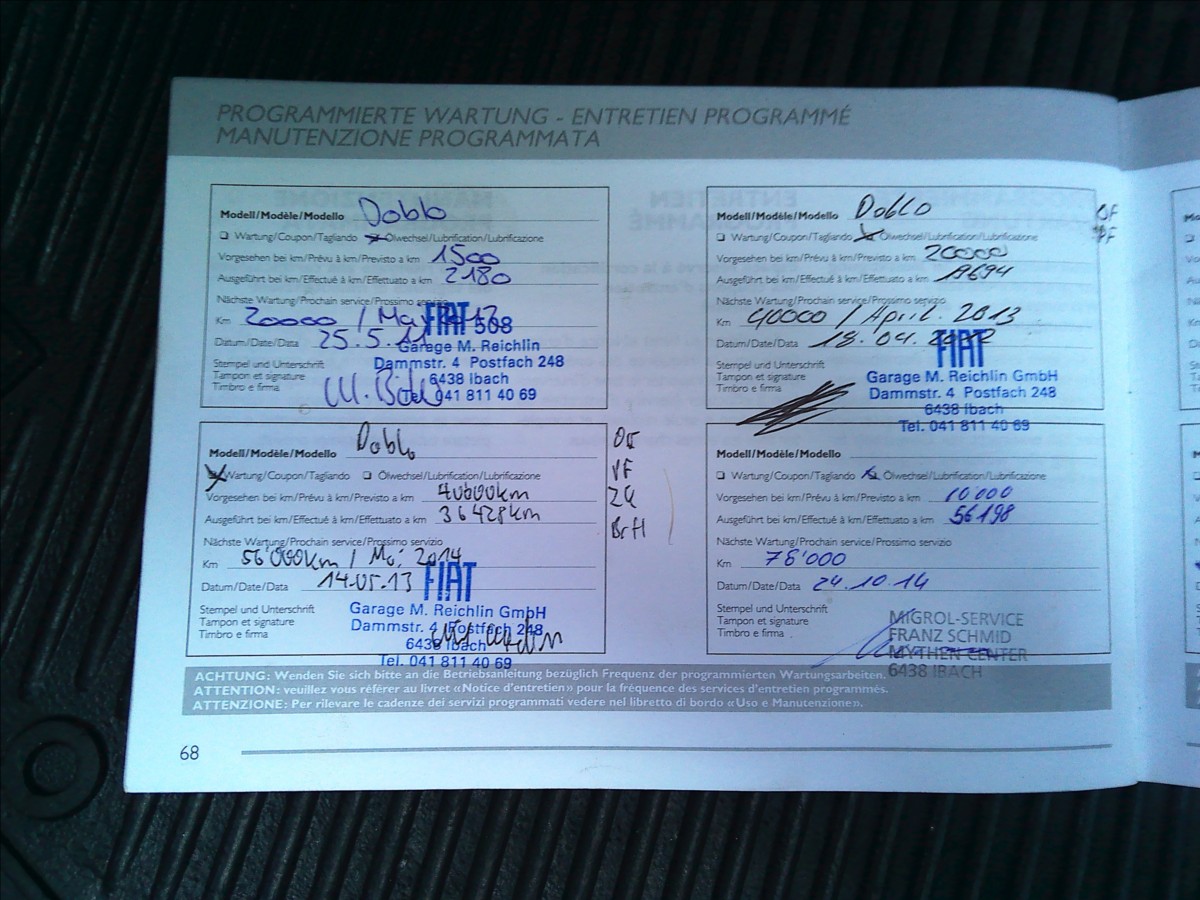 PROGRAMMIERTE WARTUNG - ENTRETIEN PROGRAMMÉ
MANUTENZIONE PROGRAMMATA
Modell/Modèle/Modello Doblo
Wartung/Coupon/Tagliando Ölwechsel/Lubrification/Lubrificazione
Vorgesehen bei km/Prévu à km/Previsto a km 1500
Ausgeführt bei km/Effectué à km/Effettuato a km 2180
Nächste Wartung/Prochain service/Prossimo servizio
Km 20000 / Mai 12
FIAT 508
Datum/Date/Data 25.5.11
Garage M. Reichlin
Stempel und Unterschrift
Dammstr. 4 Postfach 248
Tampon et signature
6438 Ibach
Timbro e firma
Tel. 041 811 40 69
Modell/Modèle/Modello Doblo
Wartung/Coupon/Tagliando Ölwechsel/Lubrification/Lubrificazione
Vorgesehen bei km/Prévu à km/Previsto a km 20000
Ausgeführt bei km/Effectué à km/Effettuato a km 19694
Nächste Wartung/Prochain service/Prossimo servizio
Km 40000 / April. 2013
Datum/Date/Data 18.04.2012
FIAT
Stempel und Unterschrift
Garage M. Reichlin GmbH
Tampon et signature
Dammstr. 4 Postfach 248
Timbro e firma
6438 Ibach
Tel. 041 811 40 69
Modell/Modèle/Modello Doblo
Wartung/Coupon/Tagliando Ölwechsel/Lubrification/Lubrificazione
Vorgesehen bei km/Prévu à km/Previsto a km 40000km
Ausgeführt bei km/Effectué à km/Effettuato a km 36428km
Nächste Wartung/Prochain service/Prossimo servizio
Km 56'000km / Mai 2014
Datum/Date/Data 14.05.13
FIAT
Stempel und Unterschrift
Garage M. Reichlin GmbH
Tampon et signature
Dammstr. 4 Postfach 248
Timbro e firma
6438 Ibach
Tel. 041 811 40 69
BrH
Modell/Modèle/Modello
Wartung/Coupon/Tagliando Ölwechsel/Lubrification/Lubrificazione
Vorgesehen bei km/Prévu à km/Previsto a km 10'000
Ausgeführt bei km/Effectué à km/Effettuato a km 56198
Nächste Wartung/Prochain service/Prossimo servizio
Km 76'000
Datum/Date/Data 24.10.14
Stempel und Unterschrift
Tampon et signature
Timbro e firma
MIGROL-SERVICE
FRANZ SCHMID
MYTHEN CENTER
6438 IBACH
ACHTUNG: Wenden Sie sich bitte an die Betriebsanleitung bezüglich Frequenz der programmierten Wartungsarbeiten.
ATTENTION: veuillez vous référer au livret «Notice d'entretien» pour la fréquence des services d'entretien programmés.
ATTENZIONE: Per rilevare le cadenze dei servizi programmati vedere nel libretto di bordo «Uso e Manutenzione».
68